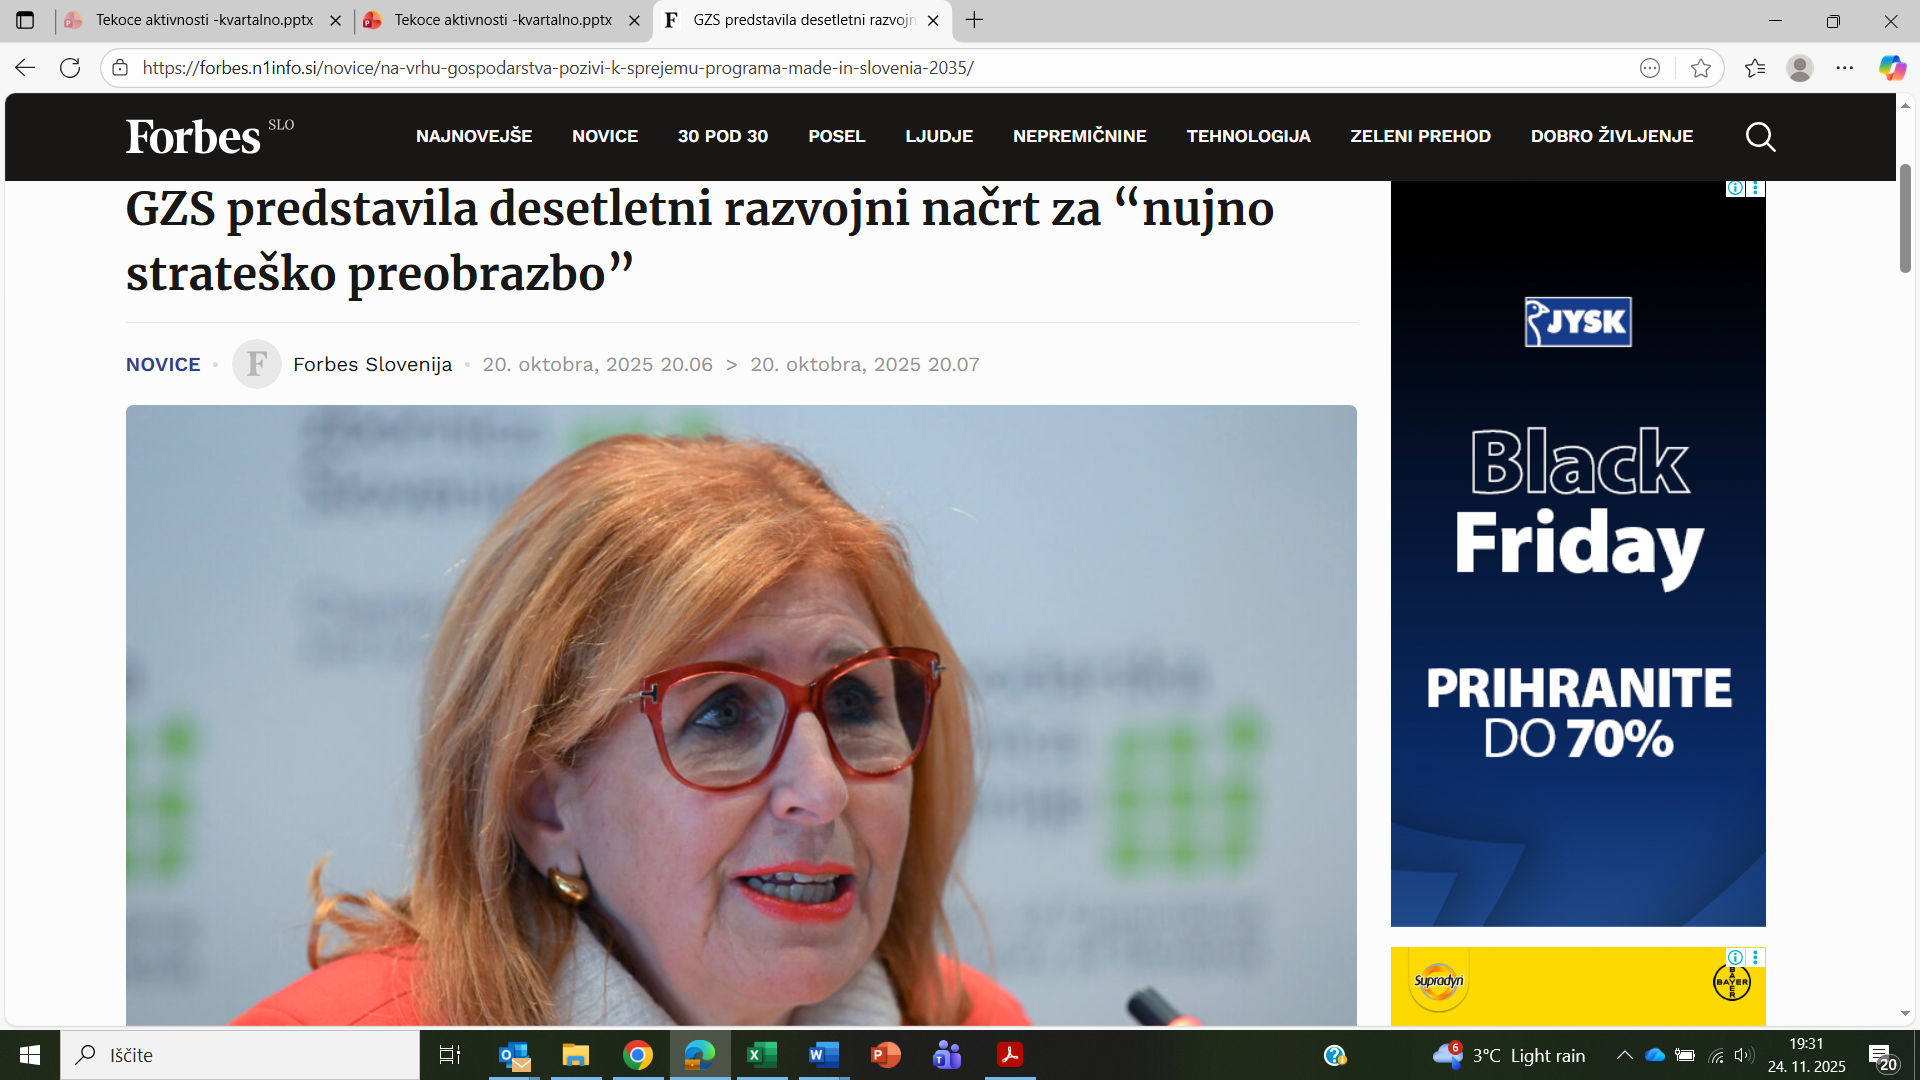 Tekoce aktivnosti -kvartalno.pptx
Tekoce aktivnosti -kvartalno.pptx
GZS predstavila desetletni razvojn
https://forbes.n1info.si/novice/na-vrhu-gospodarstva-pozivi-k-sprejemu-programa-made-in-slovenia-2035/
Forbes SLO
NAJNOVEJŠE
NOVICE
30 POD 30
POSEL
LJUDJE
NEPREMIČNINE
TEHNOLOGIJA
ZELENI PREHOD
DOBRO ŽIVLJENJE
GZS predstavila desetletni razvojni načrt za “nujno
strateško preobrazbo”
NOVICE • F Forbes Slovenija • 20. oktobra, 2025 20.06 > 20. oktobra, 2025 20.07
JYSK
Black
Friday
PRIHRANITE
DO 70%
Supradyn
BAYER
BAYER
Iščite
6
3°C Light rain
19:31
24. 11. 2025
20